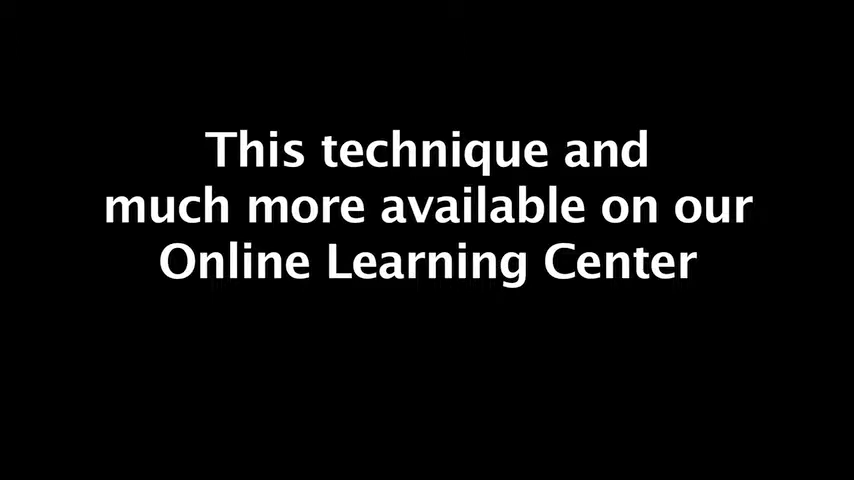 This technique and
much more available on our
Online Learning Center